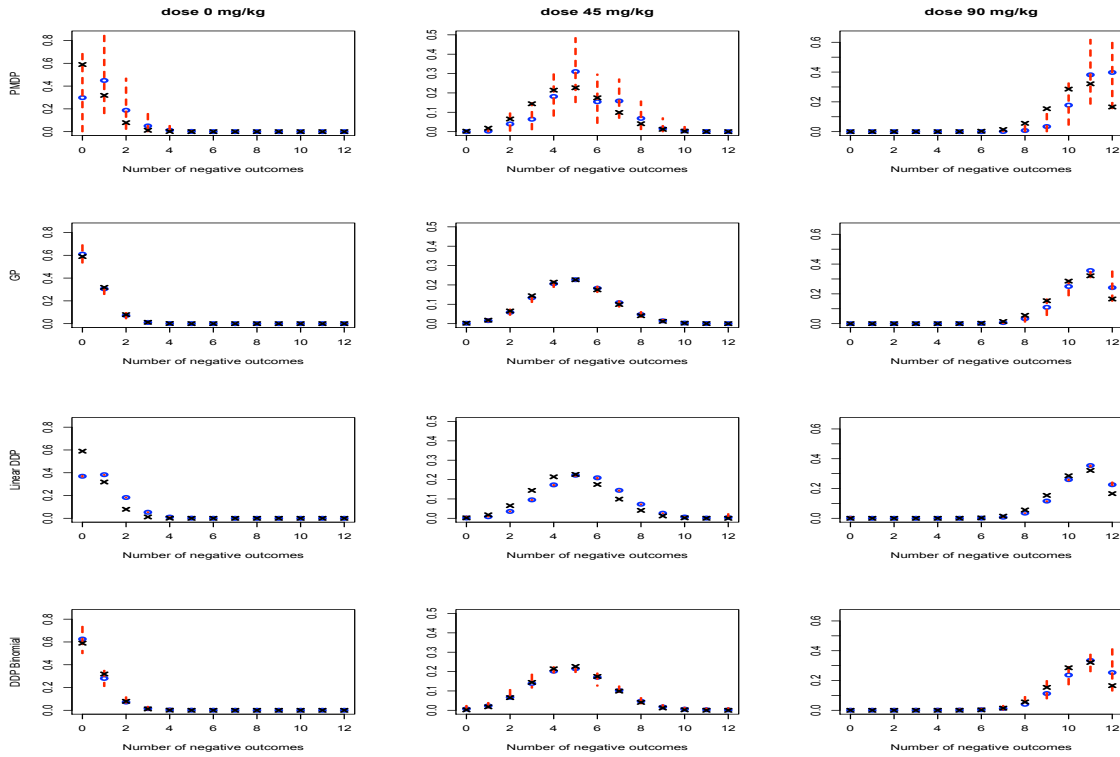 dose 0 mg/kg
dose 45 mg/kg
dose 90 mg/kg
PMDP
0.0 0.2 0.4 0.6 0.8
0 2 4 6 8 10 12
Number of negative outcomes
0.0 0.1 0.2 0.3 0.4 0.5
0 2 4 6 8 10 12
Number of negative outcomes
0.0 0.2 0.4 0.6
0 2 4 6 8 10 12
Number of negative outcomes
GP
0.0 0.2 0.4 0.6 0.8
0 2 4 6 8 10 12
Number of negative outcomes
0.0 0.1 0.2 0.3 0.4 0.5
0 2 4 6 8 10 12
Number of negative outcomes
0.0 0.2 0.4 0.6
0 2 4 6 8 10 12
Number of negative outcomes
Linear DDP
0.0 0.2 0.4 0.6 0.8
0 2 4 6 8 10 12
Number of negative outcomes
0.0 0.1 0.2 0.3 0.4 0.5
0 2 4 6 8 10 12
Number of negative outcomes
0.0 0.2 0.4 0.6
0 2 4 6 8 10 12
Number of negative outcomes
DDP Binomial
0.0 0.2 0.4 0.6 0.8
0 2 4 6 8 10 12
Number of negative outcomes
0.0 0.1 0.2 0.3 0.4 0.5
0 2 4 6 8 10 12
Number of negative outcomes
0.0 0.2 0.4 0.6
0 2 4 6 8 10 12
Number of negative outcomes